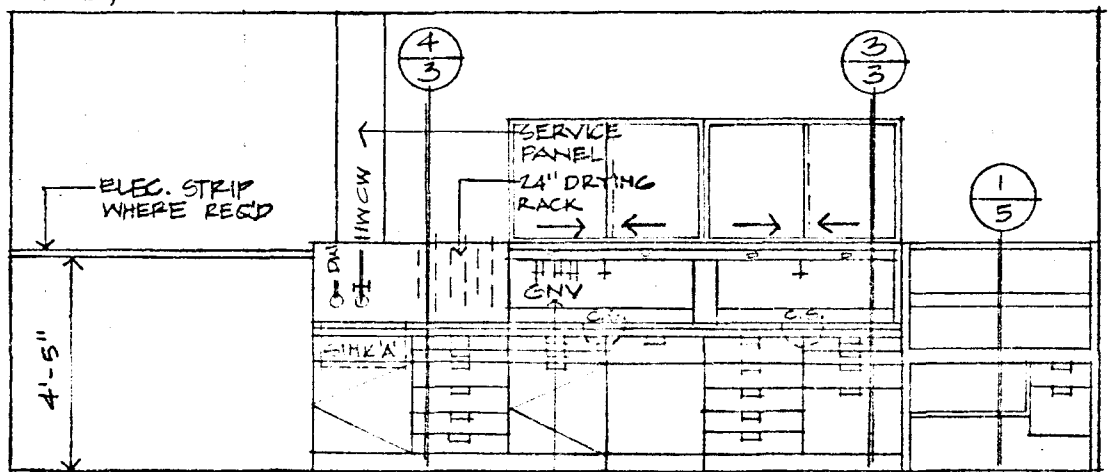 4
3
3
3
SERVICE
PANEL
24" DRYING
RACK
ELEC. STRIP
WHERE REQ'D
HWCW
1
5
DW
GNV
C.S.
C.S.
SINK 'A'
4'-5"